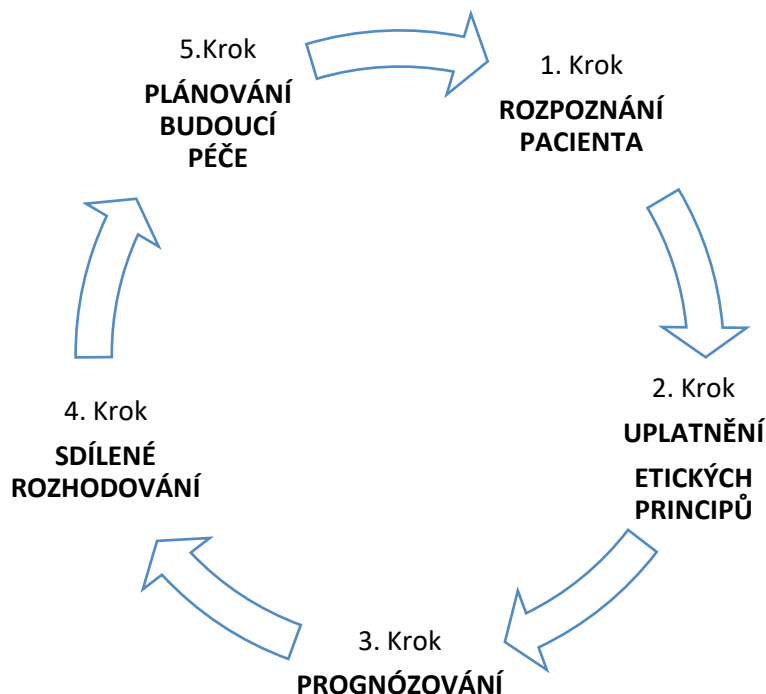 1. Krok
ROZPOZNÁNÍ
PACIENTA
2. Krok
UPLATNĚNÍ
ETICKÝCH
PRINCIPŮ
3. Krok
PROGNÓZOVÁNÍ
4. Krok
SDÍLENÉ
ROZHODOVÁNÍ
5.Krok
PLÁNOVÁNÍ
BUDOUCÍ
PÉČE